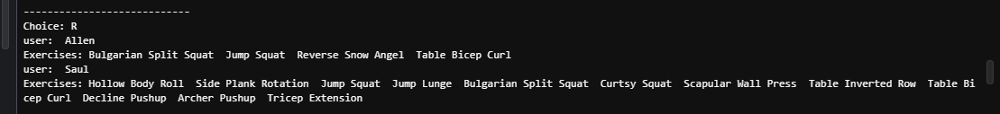 ----------------------------
Choice: R
user:  Allen
Exercises: Bulgarian Split Squat  Jump Squat  Reverse Snow Angel  Table Bicep Curl
user:  Saul
Exercises: Hollow Body Roll  Side Plank Rotation  Jump Squat  Jump Lunge  Bulgarian Split Squat  Curtsy Squat  Scapular Wall Press  Table Inverted Row  Table Bi
cep Curl  Decline Pushup  Archer Pushup  Tricep Extension